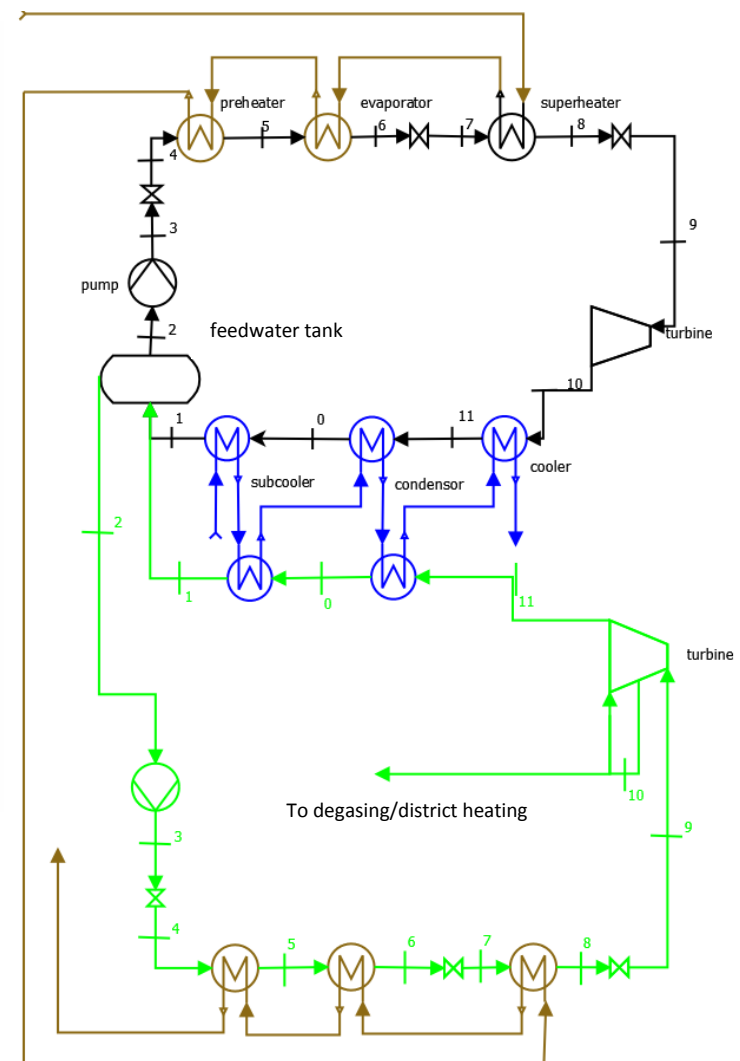 preheater
evaporator
superheater
5
6
7
8
4
3
9
pump
2
feedwater tank
turbine
10
1
0
11
cooler
subcooler
condensor
2
1
0
11
turbine
10
To degasing/district heating
9
3
4
5
6
7
8